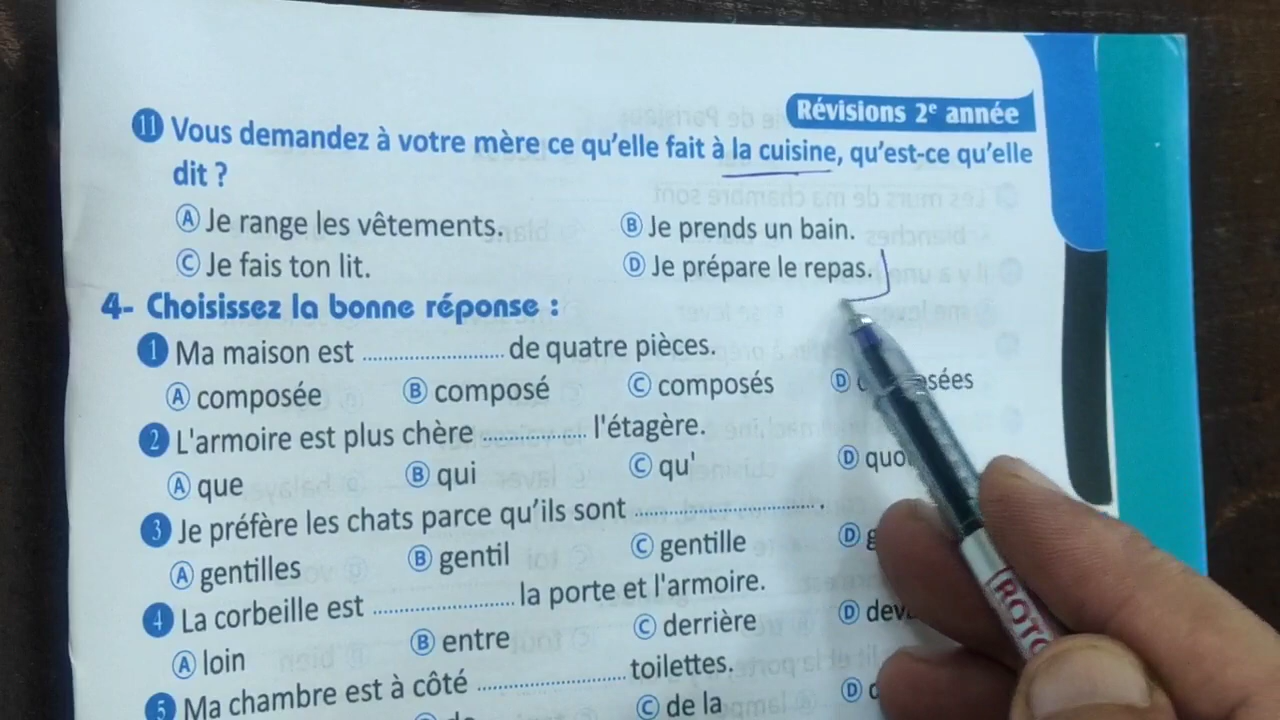 Révisions 2e année
11 Vous demandez à votre mère ce qu'elle fait à la cuisine, qu'est-ce qu'elle
dit ?
A Je range les vêtements. B Je prends un bain.
C Je fais ton lit. D Je prépare le repas.
4- Choisissez la bonne réponse :
1 Ma maison est ........................ de quatre pièces.
A composée B composé C composés D
2 L'armoire est plus chère ................. l'étagère.
A que B qui C qu' D
3 Je préfère les chats parce qu'ils sont ................................ .
A gentilles B gentil C gentille D
4 La corbeille est ........................ la porte et l'armoire.
A loin B entre C derrière D
5 Ma chambre est à côté ........................ toilettes.
C de la D
ROTO